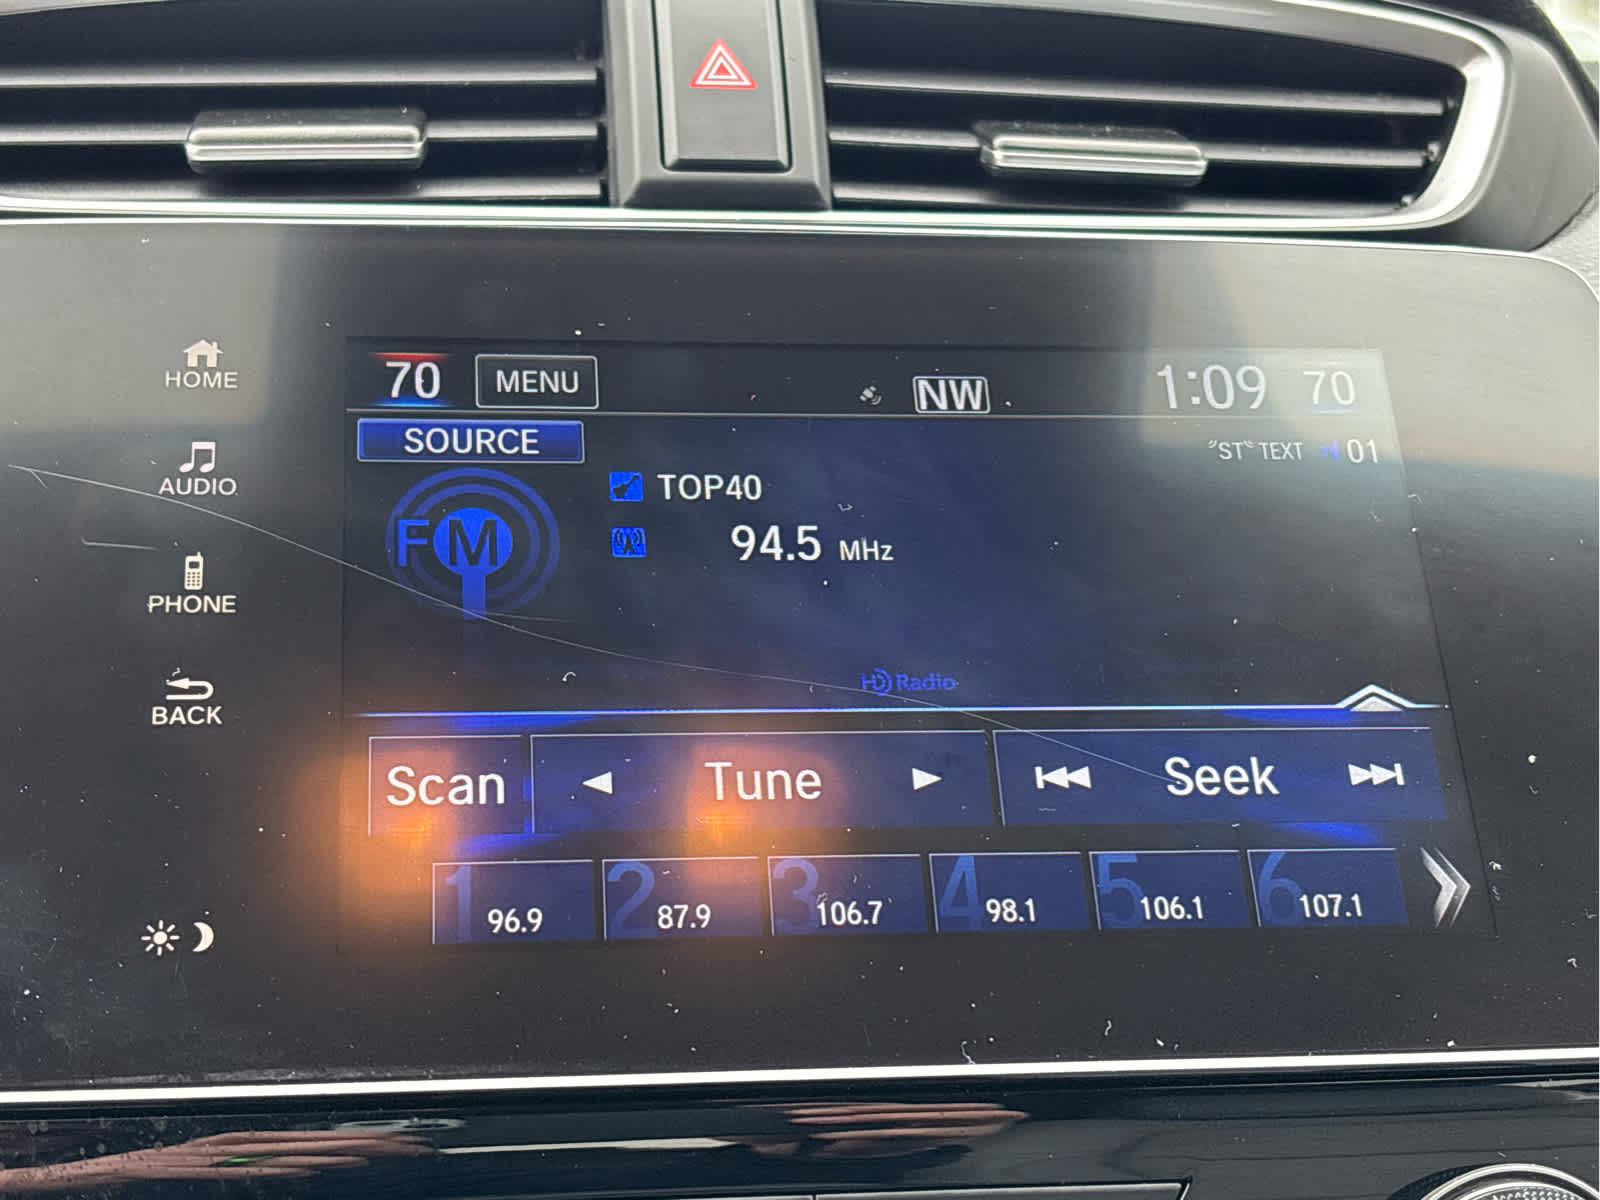 70 MENU NW 1:09 70
SOURCE
"ST" TEXT 01
HOME
AUDIO
PHONE
BACK
FM
TOP40
94.5 MHz
HD Radio
Scan Tune Seek
1 96.9
2 87.9
3 106.7
4 98.1
5 106.1
6 107.1